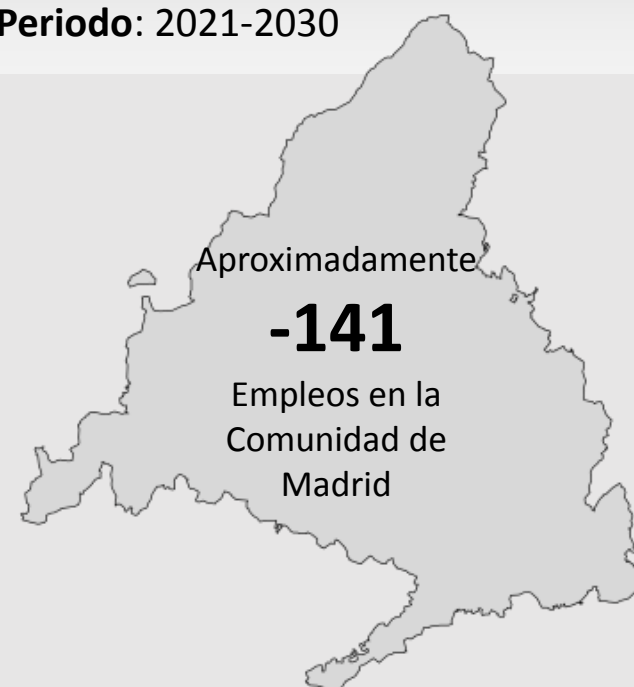 Periodo: 2021-2030
Aproximadamente
-141
Empleos en la
Comunidad de
Madrid